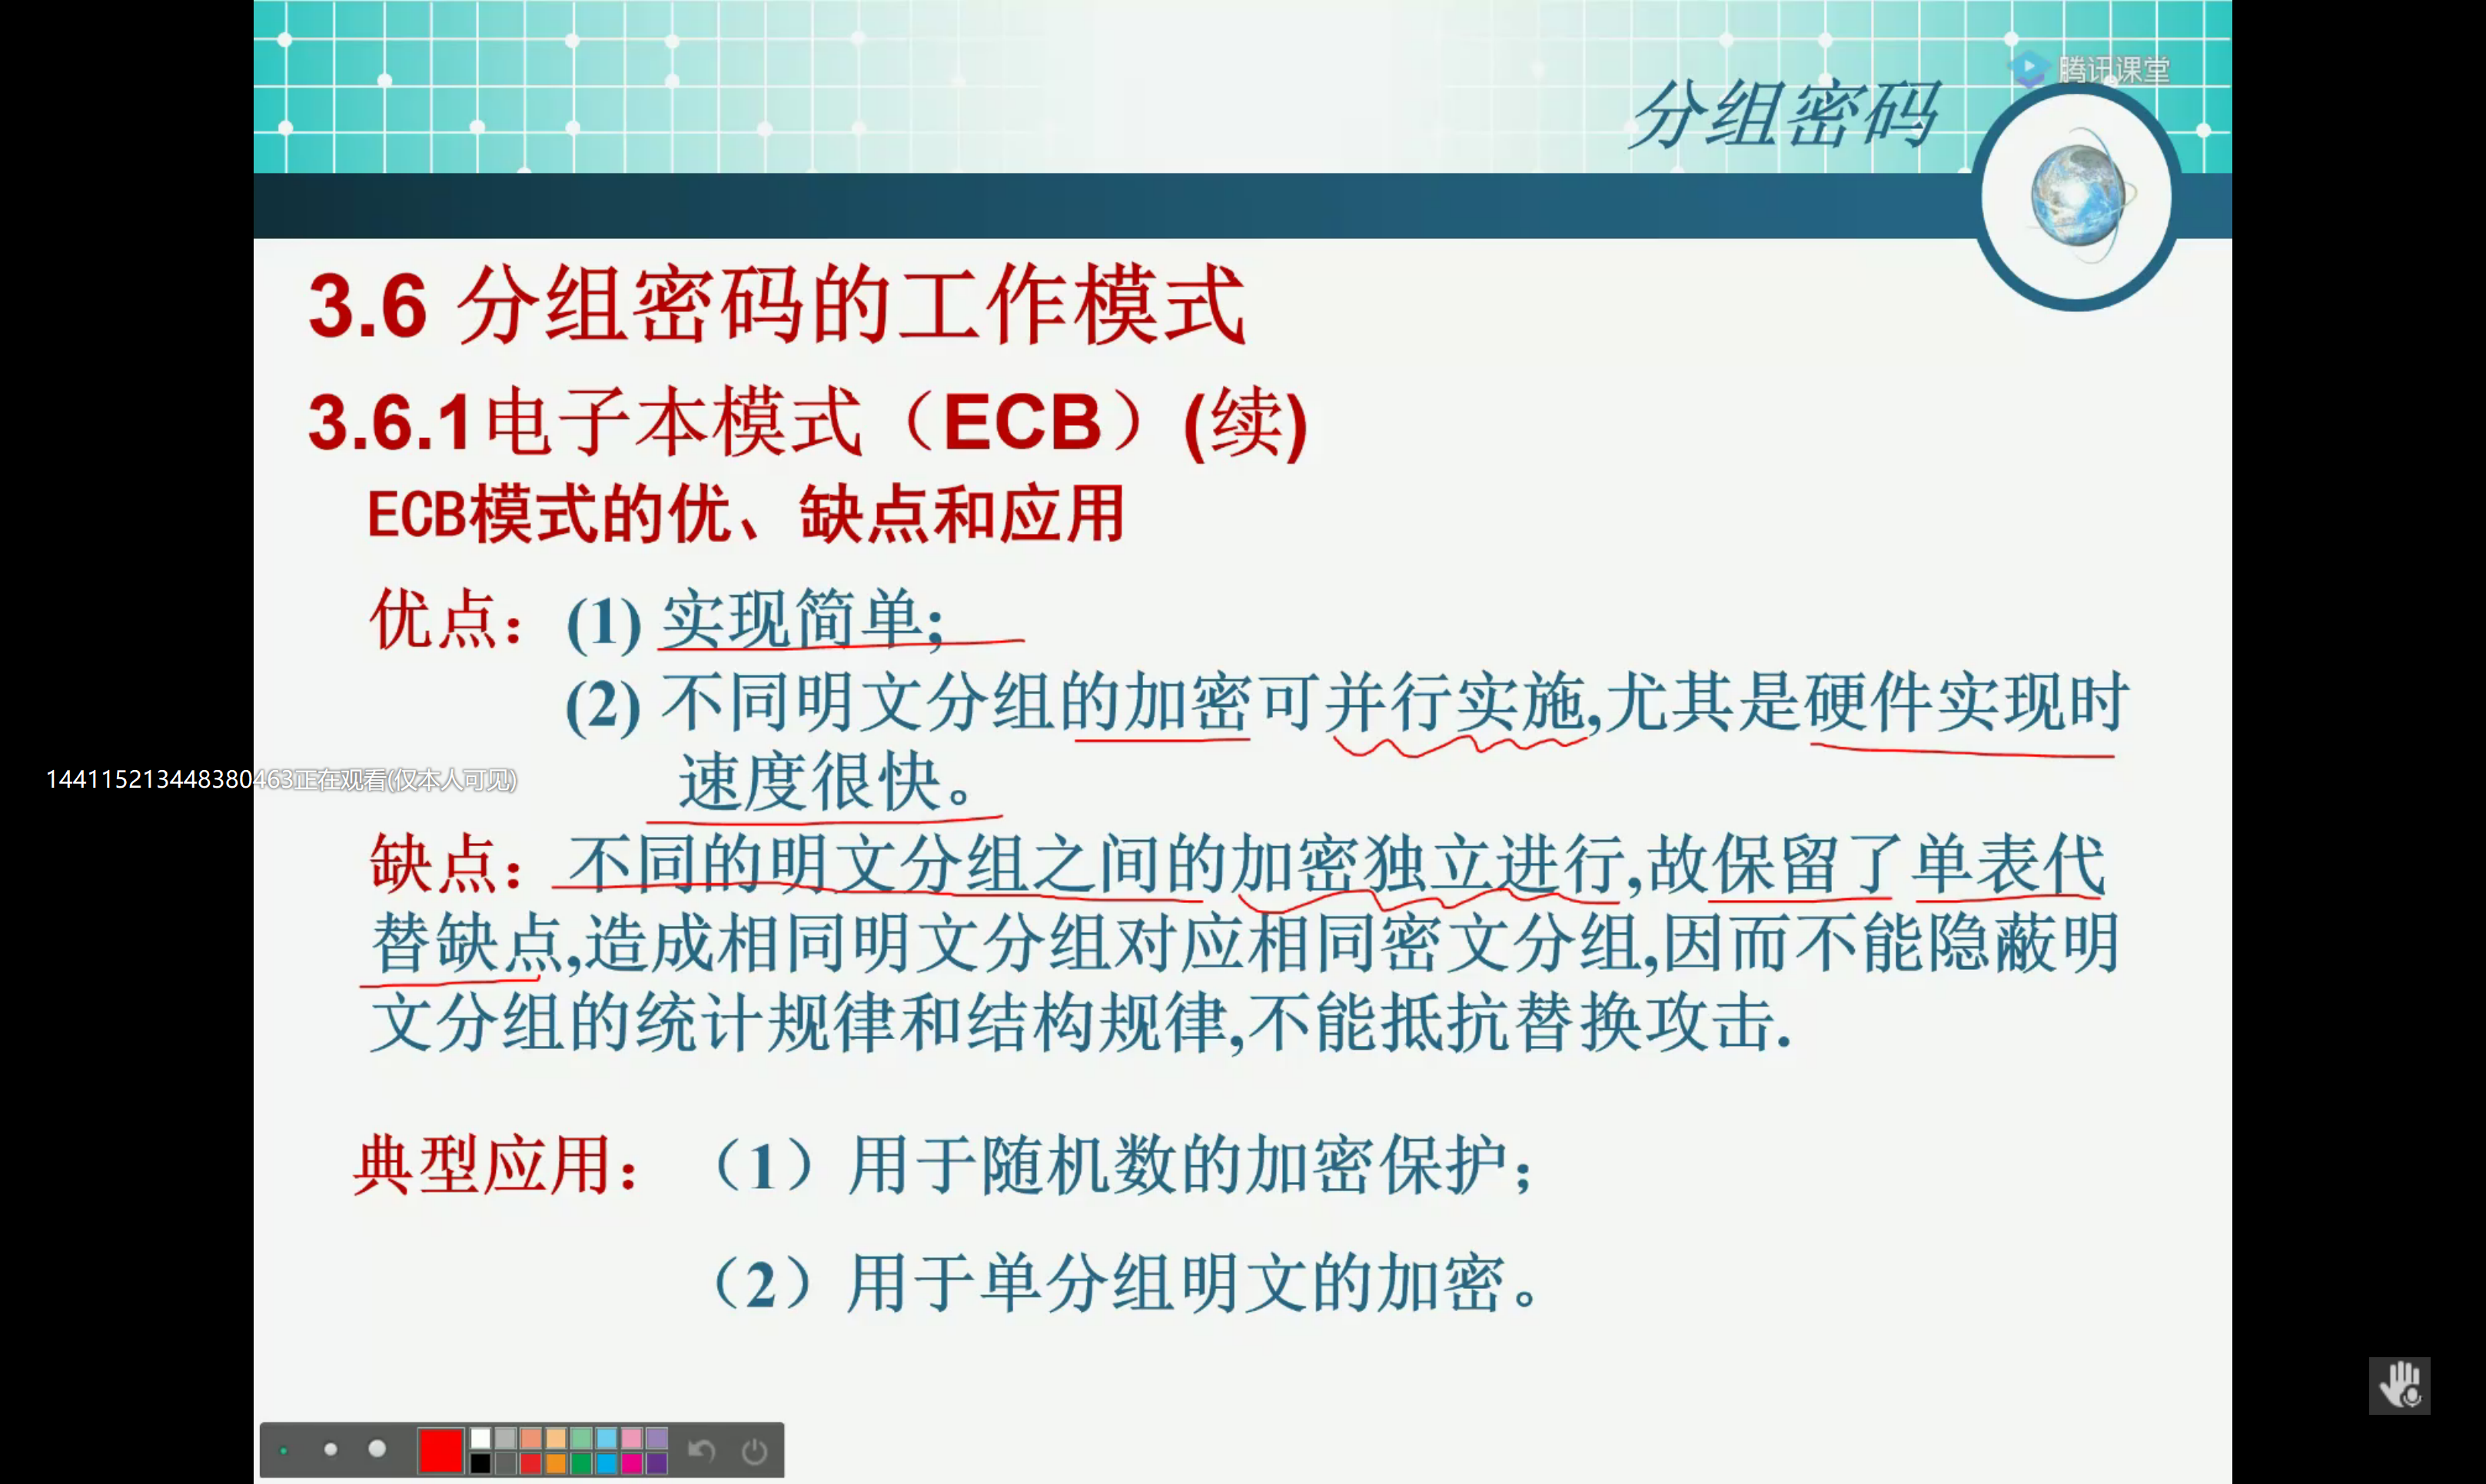 腾讯课堂
分组密码
3.6 分组密码的工作模式
3.6.1电子本模式（ECB）(续)
ECB模式的优、缺点和应用
优点：(1) 实现简单；
(2) 不同明文分组的加密可并行实施,尤其是硬件实现时
速度很快。
144115213448380463正在观看(仅本人可见)
缺点：不同的明文分组之间的加密独立进行,故保留了单表代
替缺点,造成相同明文分组对应相同密文分组,因而不能隐蔽明
文分组的统计规律和结构规律,不能抵抗替换攻击.
典型应用：（1）用于随机数的加密保护；
（2）用于单分组明文的加密。